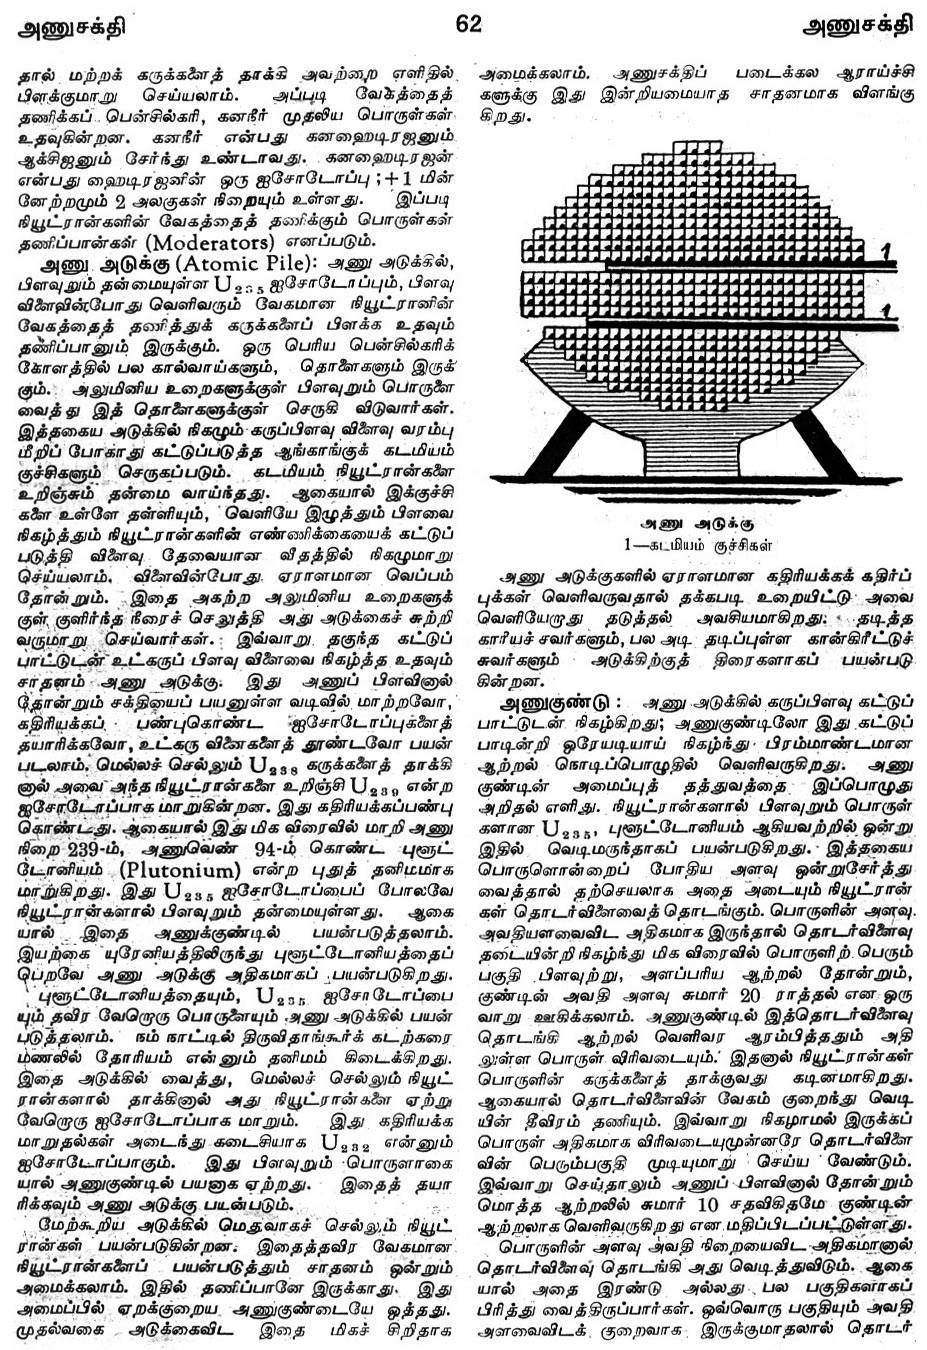 அணுசக்தி
62
அணுசக்தி
தால் மற்றக் கருக்களைத் தாக்கி அவற்றை எளிதில்
பிளக்குமாறு செய்யலாம். அப்படி வேகத்தைத்
தணிக்கப் பென்சில்கரி, கனநீர் முதலிய பொருள்கள்
உதவுகின்றன. கனநீர் என்பது கனஹைடிரஜனும்
ஆக்சிஜனும் சேர்ந்து உண்டாவது. கனஹைடிரஜன்
என்பது ஹைடிரஜனின் ஒரு ஐசோடோப்பு ; +1 மின்
னேற்றமும் 2 அலகுகள் நிறையும் உள்ளது. இப்படி
நியூட்ரான்களின் வேகத்தைத் தணிக்கும் பொருள்கள்
தணிப்பான்கள் (Moderators) எனப்படும்.
அணு அடுக்கு (Atomic Pile): அணு அடுக்கில்,
பிளவுறும் தன்மையுள்ள U₂₃₅ ஐசோடோப்பும், பிளவு
விளைவின்போது வெளிவரும் வேகமான நியூட்ரானின்
வேகத்தைத் தணித்துக் கருக்களைப் பிளக்க உதவும்
தணிப்பானும் இருக்கும். ஒரு பெரிய பென்சில்கரிக்
கோளத்தில் பல கால்வாய்களும், தொளைகளும் இருக்
கும். அலுமினிய உறைகளுக்குள் பிளவுறும் பொருளை
வைத்து இத் தொளைகளுக்குள் செருகி விடுவார்கள்.
இத்தகைய அடுக்கில் நிகழும் கருப்பிளவு விளைவு வரம்பு
மீறிப் போகாது கட்டுப்படுத்த ஆங்காங்குக் கடமியம்
குச்சிகளும் செருகப்படும். கடமியம் நியூட்ரான்களை
உறிஞ்சும் தன்மை வாய்ந்தது. ஆகையால் இக்குச்சி
களை உள்ளே தள்ளியும், வெளியே இழுத்தும் பிளவை
நிகழ்த்தும் நியூட்ரான்களின் எண்ணிக்கையைக் கட்டுப்
படுத்தி விளைவு தேவையான வீதத்தில் நிகழுமாறு
செய்யலாம். விளைவின்போது ஏராளமான வெப்பம்
தோன்றும். இதை அகற்ற அலுமினிய உறைகளுக்
குள் குளிர்ந்த நீரைச் செலுத்தி அது அடுக்கைச் சுற்றி
வருமாறு செய்வார்கள். இவ்வாறு தகுந்த கட்டுப்
பாட்டுடன் உட்கருப் பிளவு விளைவை நிகழ்த்த உதவும்
சாதனம் அணு அடுக்கு. இது அணுப் பிளவினால்
தோன்றும் சக்தியைப் பயனுள்ள வடிவில் மாற்றவோ,
கதிரியக்கப் பண்புகொண்ட ஐசோடோப்புகளைத்
தயாரிக்கவோ, உட்கரு வினைகளைத் தூண்டவோ பயன்
படலாம். மெல்லச் செல்லும் U₂₃₈ கருக்களைத் தாக்கி
னால் அவை அந்த நியூட்ரான்களை உறிஞ்சி U₂₃₉ என்ற
ஐசோடோப்பாக மாறுகின்றன. இது கதிரியக்கப்பண்பு
கொண்டது. ஆகையால் இது மிக விரைவில் மாறி அணு
நிறை 239-ம், அணுவெண் 94-ம் கொண்ட புளூட்
டோனியம் (Plutonium) என்ற புதுத் தனிமமாக
மாறுகிறது. இது U₂₃₅ ஐசோடோப்பைப் போலவே
நியூட்ரான்களால் பிளவுறும் தன்மையுள்ளது. ஆகை
யால் இதை அணுக்குண்டில் பயன்படுத்தலாம்.
இயற்கை யுரேனியத்திலிருந்து புளூட்டோனியத்தைப்
பெறவே அணு அடுக்கு அதிகமாகப் பயன்படுகிறது.
புளூட்டோனியத்தையும், U₂₃₅ ஐசோடோப்பை
யும் தவிர வேறொரு பொருளையும் அணு அடுக்கில் பயன்
படுத்தலாம். நம் நாட்டில் திருவிதாங்கூர்க் கடற்கரை
மணலில் தோரியம் என்னும் தனிமம் கிடைக்கிறது.
இதை அடுக்கில் வைத்து, மெல்லச் செல்லும் நியூட்
ரான்களால் தாக்கினால் அது நியூட்ரான்களை ஏற்று
வேறொரு ஐசோடோப்பாக மாறும். இது கதிரியக்க
மாறுதல்கள் அடைந்து கடைசியாக U₂₃₂ என்னும்
ஐசோடோப்பாகும். இது பிளவுறும் பொருளாகை
யால் அணுகுண்டில் பயனாக ஏற்றது. இதைத் தயா
ரிக்கவும் அணு அடுக்கு பயன்படும்.
மேற்கூறிய அடுக்கில் மெதவாகச் செல்லும் நியூட்
ரான்கள் பயன்படுகின்றன. இதைத்தவிர வேகமான
நியூட்ரான்களைப் பயன்படுத்தும் சாதனம் ஒன்றும்
அமைக்கலாம். இதில் தணிப்பானே இருக்காது. இது
அமைப்பில் ஏறக்குறைய அணுகுண்டையே ஒத்தது.
முதல்வகை அடுக்கைவிட இதை மிகச் சிறிதாக
அமைக்கலாம். அணுசக்திப் படைக்கல ஆராய்ச்சி
களுக்கு இது இன்றியமையாத சாதனமாக விளங்கு
கிறது.
1
1
அணு அடுக்கு
1—கடமியம் குச்சிகள்
அணு அடுக்குகளில் ஏராளமான கதிரியக்கக் கதிர்ப்
புக்கள் வெளிவருவதால் தக்கபடி உறையிட்டு அவை
வெளியேறாது தடுத்தல் அவசியமாகிறது. தடித்த
காரீயச் சவர்களும், பல அடி தடிப்புள்ள கான்கிரீட்டுச்
சுவர்களும் அடுக்கிற்குத் திரைகளாகப் பயன்படு
கின்றன.
அணுகுண்டு : அணு அடுக்கில் கருப்பிளவு கட்டுப்
பாட்டுடன் நிகழ்கிறது; அணுகுண்டிலோ இது கட்டுப்
பாடின்றி ஒரேயடியாய் நிகழ்ந்து பிரம்மாண்டமான
ஆற்றல் நொடிப்பொழுதில் வெளிவருகிறது. அணு
குண்டின் அமைப்புத் தத்துவத்தை இப்பொழுது
அறிதல் எளிது. நியூட்ரான்களால் பிளவுறும் பொருள்
களான U₂₃₅, புளூட்டோனியம் ஆகியவற்றில் ஒன்று
இதில் வெடிமருந்தாகப் பயன்படுகிறது. இத்தகைய
பொருளொன்றைப் போதிய அளவு ஒன்றுசேர்த்து
வைத்தால் தற்செயலாக அதை அடையும் நியூட்ரான்
கள் தொடர்விளைவைத் தொடங்கும். பொருளின் அளவு
அவதியளவைவிட அதிகமாக இருந்தால் தொடர்விளைவு
தடையின்றி நிகழ்ந்து மிக விரைவில் பொருளிற் பெரும்
பகுதி பிளவுற்று, அளப்பரிய ஆற்றல் தோன்றும்,
குண்டின் அவதி அளவு சுமார் 20 ராத்தல் என ஒரு
வாறு ஊகிக்கலாம். அணுகுண்டில் இத்தொடர்விளைவு
தொடங்கி ஆற்றல் வெளிவர ஆரம்பித்ததும் அதி
லுள்ள பொருள் விரிவடையும். இதனால் நியூட்ரான்கள்
பொருளின் கருக்களைத் தாக்குவது கடினமாகிறது.
ஆகையால் தொடர்விளைவின் வேகம் குறைந்து வெடி
யின் தீவிரம் தணியும். இவ்வாறு நிகழாமல் இருக்கப்
பொருள் அதிகமாக விரிவடையுமுன்னரே தொடர்விளை
வின் பெரும்பகுதி முடியுமாறு செய்ய வேண்டும்.
இவ்வாறு செய்தாலும் அணுப் பிளவினால் தோன்றும்
மொத்த ஆற்றலில் சுமார் 10 சதவிகிதமே குண்டின்
ஆற்றலாக வெளிவருகிறது என மதிப்பிடப்பட்டுள்ளது.
பொருளின் அளவு அவதி நிறையைவிட அதிகமானால்
தொடர்விளைவு தொடங்கி அது வெடித்துவிடும். ஆகை
யால் அதை இரண்டு அல்லது பல பகுதிகளாகப்
பிரித்து வைத்திருப்பார்கள். ஒவ்வொரு பகுதியும் அவதி
அளவைவிடக் குறைவாக இருக்குமாதலால் தொடர்